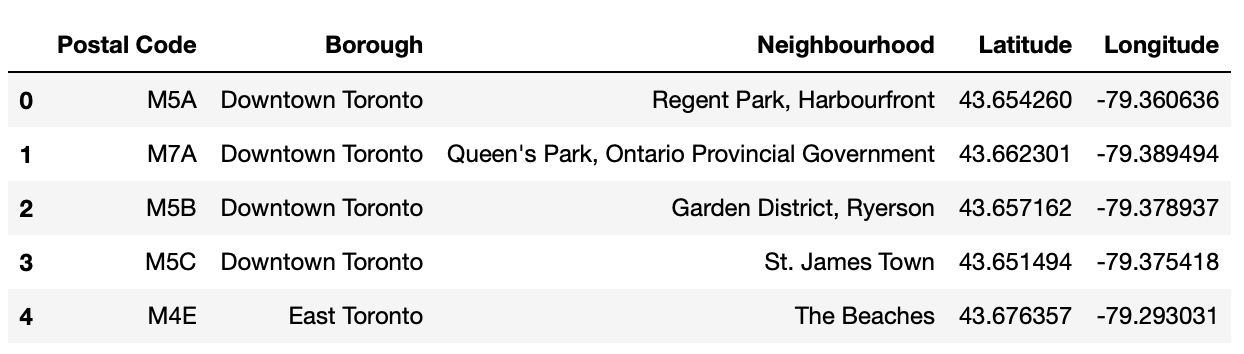 Postal Code Borough Neighbourhood Latitude Longitude
0 M5A Downtown Toronto Regent Park, Harbourfront 43.654260 -79.360636
1 M7A Downtown Toronto Queen's Park, Ontario Provincial Government 43.662301 -79.389494
2 M5B Downtown Toronto Garden District, Ryerson 43.657162 -79.378937
3 M5C Downtown Toronto St. James Town 43.651494 -79.375418
4 M4E East Toronto The Beaches 43.676357 -79.293031